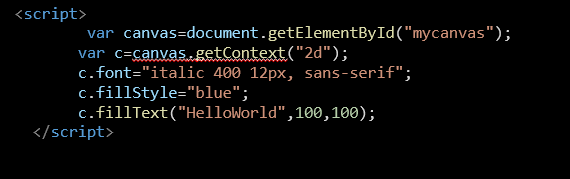 <script>
var canvas=document.getElementById("mycanvas");
var c=canvas.getContext("2d");
c.font="italic 400 12px, sans-serif";
c.fillStyle="blue";
c.fillText("HelloWorld",100,100);
</script>